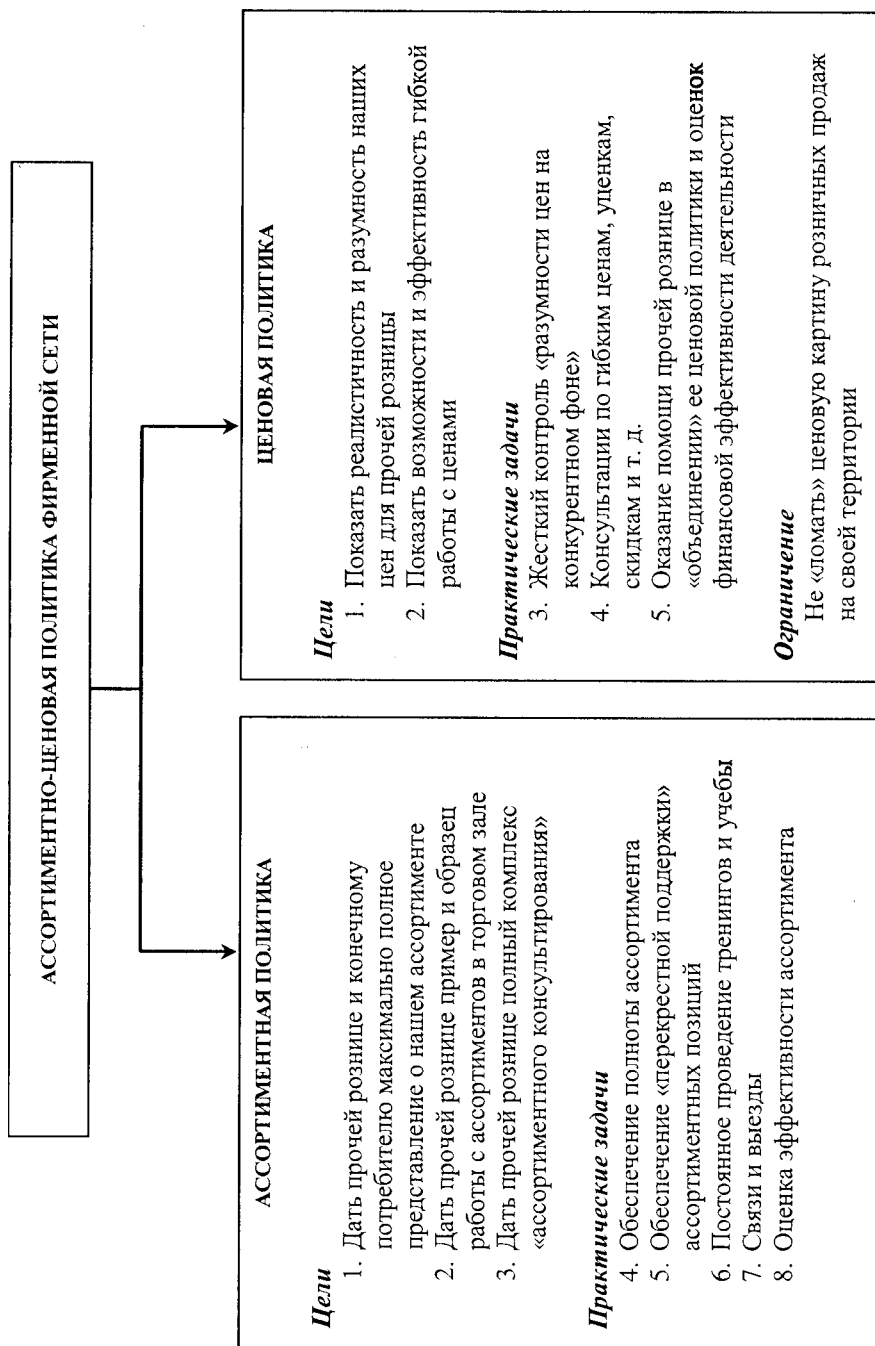 АССОРТИМЕНТНО-ЦЕНОВАЯ ПОЛИТИКА ФИРМЕННОЙ СЕТИ
АССОРТИМЕНТНАЯ ПОЛИТИКА
Цели
1. Дать прочей рознице и конечному
потребителю максимально полное
представление о нашем ассортименте
2. Дать прочей рознице пример и образец
работы с ассортиментов в торговом зале
3. Дать прочей рознице полный комплекс
«ассортиментного консультирования»
Практические задачи
4. Обеспечение полноты ассортимента
5. Обеспечение «перекрестной поддержки»
ассортиментных позиций
6. Постоянное проведение тренингов и учебы
7. Связи и выезды
8. Оценка эффективности ассортимента
ЦЕНОВАЯ ПОЛИТИКА
Цели
1. Показать реалистичность и разумность наших
цен для прочей розницы
2. Показать возможности и эффективность гибкой
работы с ценами
Практические задачи
3. Жесткий контроль «разумности цен на
конкурентном фоне»
4. Консультации по гибким ценам, уценкам,
скидкам и т. д.
5. Оказание помощи прочей рознице в
«объединении» ее ценовой политики и оценок
финансовой эффективности деятельности
Ограничение
Не «ломать» ценовую картину розничных продаж
на своей территории